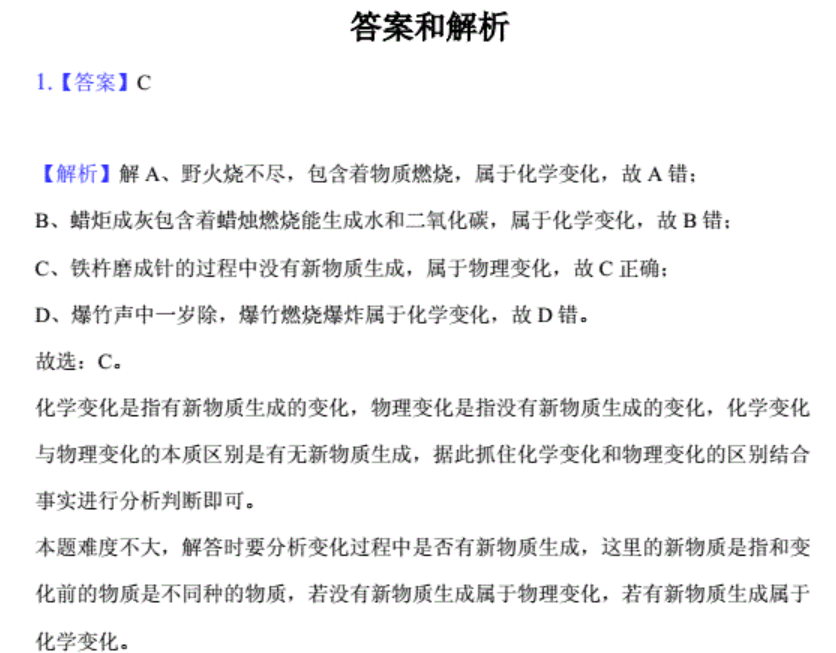 答案和解析
1.【答案】C
【解析】解 A、野火烧不尽，包含着物质燃烧，属于化学变化，故 A 错；
B、蜡炬成灰包含着蜡烛燃烧能生成水和二氧化碳，属于化学变化，故 B 错；
C、铁杵磨成针的过程中没有新物质生成，属于物理变化，故 C 正确；
D、爆竹声中一岁除，爆竹燃烧爆炸属于化学变化，故 D 错。
故选：C。
化学变化是指有新物质生成的变化，物理变化是指没有新物质生成的变化，化学变化
与物理变化的本质区别是有无新物质生成，据此抓住化学变化和物理变化的区别结合
事实进行分析判断即可。
本题难度不大，解答时要分析变化过程中是否有新物质生成，这里的新物质是指和变
化前的物质是不同种的物质，若没有新物质生成属于物理变化，若有新物质生成属于
化学变化。